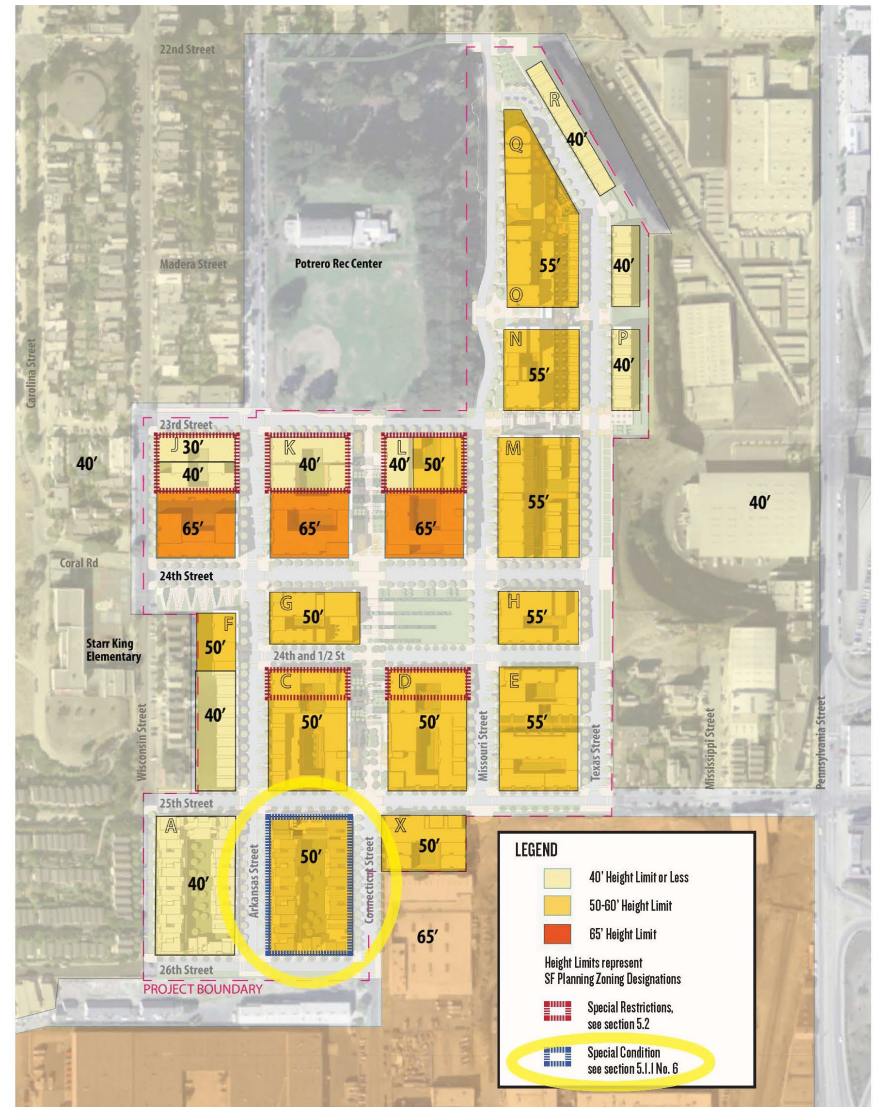 22nd Street
R
40′
Q
Madera Street
Potrero Rec Center
55′
40′
O
Carolina Street
N
P
55′
40′
23rd Street
J
30′
K
L
M
40′
40′
40′
40′
50′
55′
40′
65′
65′
65′
Coral Rd
24th Street
G
H
F
50′
55′
Starr King
Elementary
50′
24th and 1/2 St
C
D
E
40′
50′
50′
55′
Wisconsin Street
Missouri Street
Texas Street
Mississippi Street
Pennsylvania Street
25th Street
A
X
50′
50′
40′
Arkansas Street
Connecticut Street
65′
26th Street
PROJECT BOUNDARY
LEGEND
40' Height Limit or Less
50-60' Height Limit
65' Height Limit
Height Limits represent
SF Planning Zoning Designations
Special Restrictions,
see section 5.2
Special Condition
see section 5.1.1 No. 6